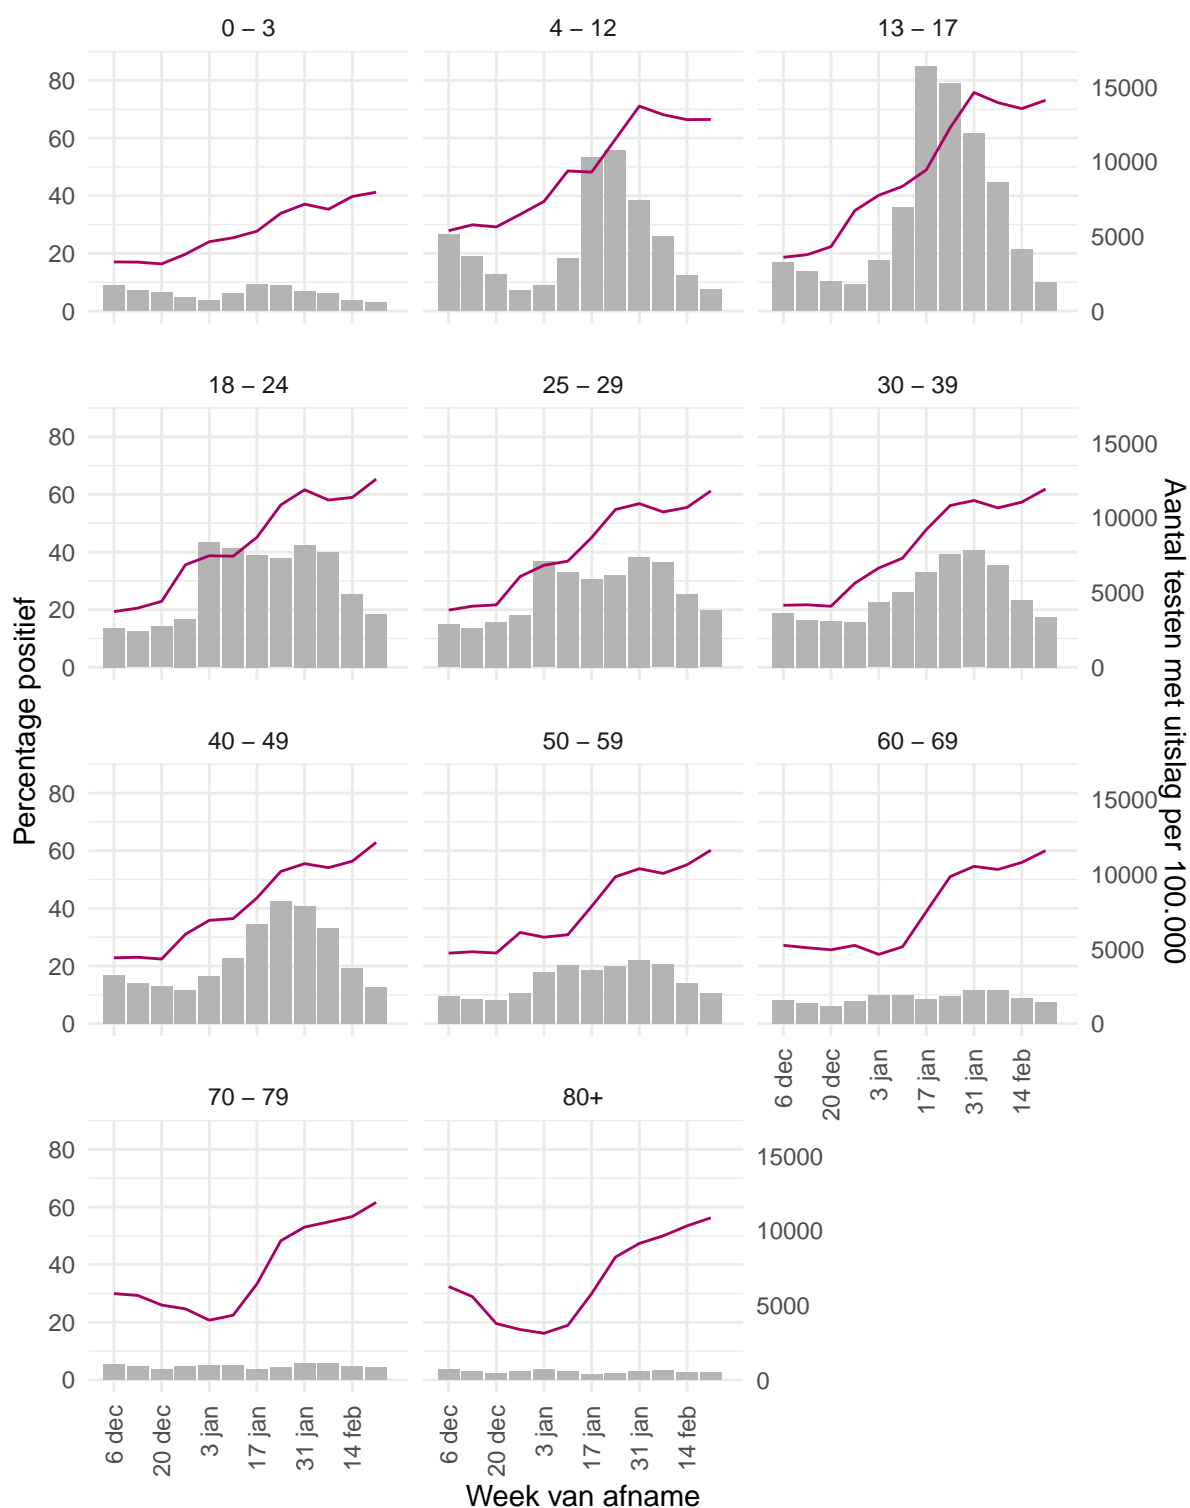 0 – 3
4 – 12
13 – 17
80
60
40
20
0
15000
10000
5000
0
18 – 24
25 – 29
30 – 39
80
60
40
20
0
15000
10000
5000
0
40 – 49
50 – 59
60 – 69
80
60
40
20
0
15000
10000
5000
0
6 dec
20 dec
3 jan
17 jan
31 jan
14 feb
70 – 79
80+
80
60
40
20
0
15000
10000
5000
0
6 dec
20 dec
3 jan
17 jan
31 jan
14 feb
6 dec
20 dec
3 jan
17 jan
31 jan
14 feb
Week van afname
Percentage positief
Aantal testen met uitslag per 100.000